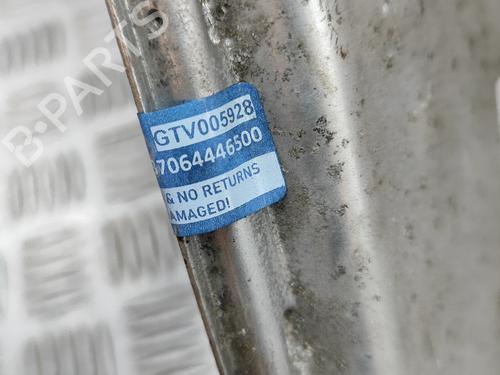 B-PARTS
GTV005928
7064446500
& NO RETURNS
AMAGED!